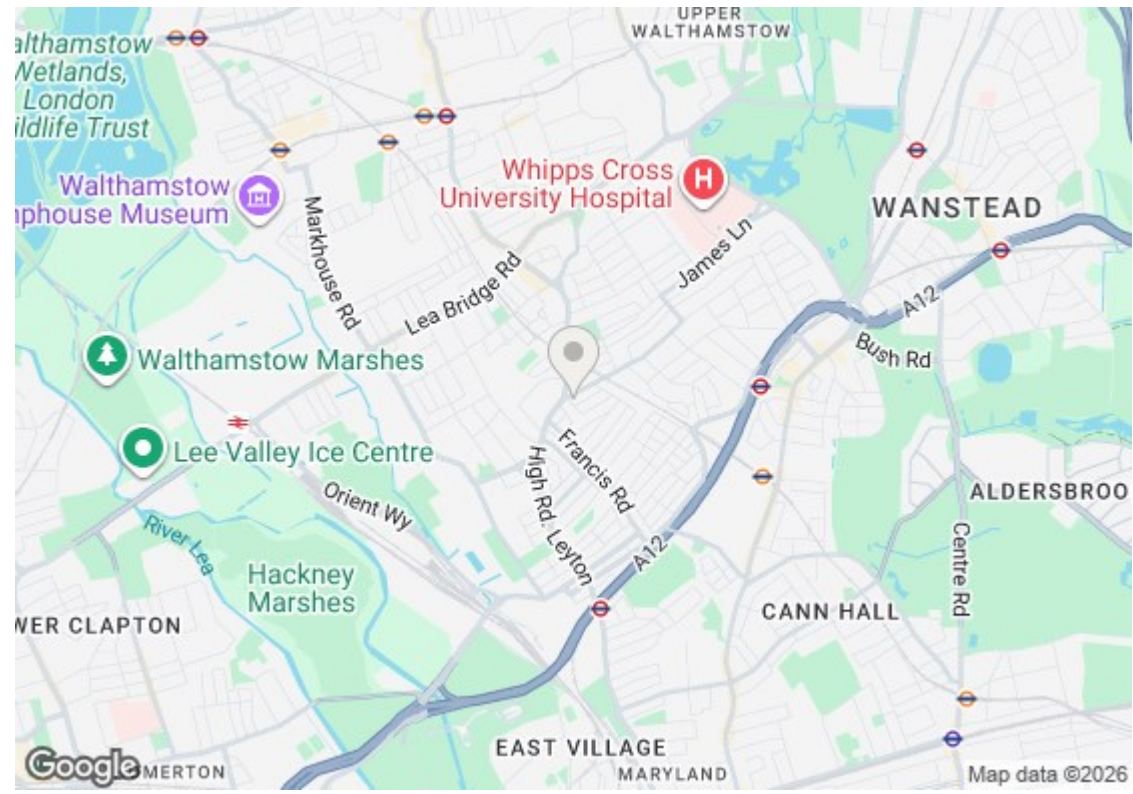 UPPER
WALTHAMSTOW
althamstow
Wetlands,
London
ildlife Trust
Whipps Cross
University Hospital
H
Walthamstow
nphouse Museum
WANSTEAD
Markhouse Rd
James Ln
Lea Bridge Rd
A12
Bush Rd
Walthamstow Marshes
Lee Valley Ice Centre
Francis Rd
High Rd. Leyton
Orient Wy
ALDERSBROO
River Lea
A12
Centre Rd
Hackney
Marshes
CANN HALL
WER CLAPTON
EAST VILLAGE
MARYLAND
Google
OMERTON
Map data ©2026